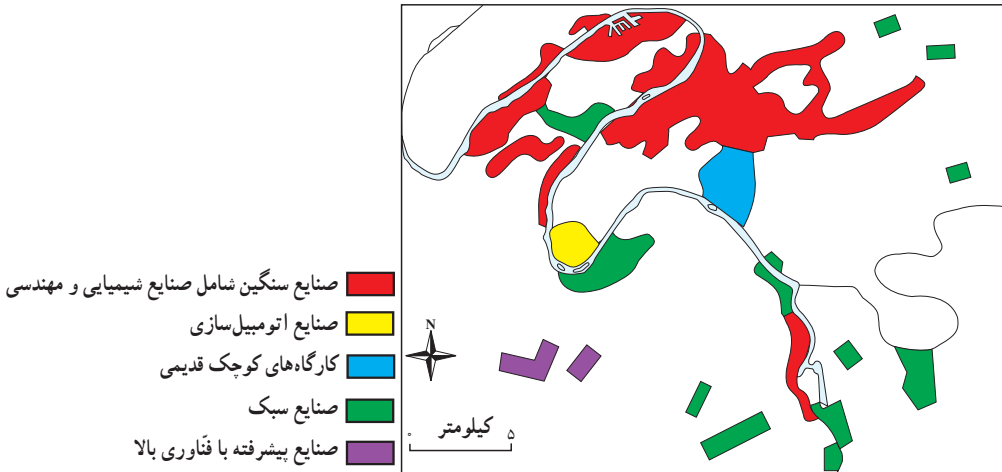 صنایع سنگین شامل صنایع شیمیایی و مهندسی
صنایع اتومبیل‌سازی
کارگاه‌های کوچک قدیمی
صنایع سبک
صنایع پیشرفته با فنّاوری بالا
N
کیلومتر
۰ ۵